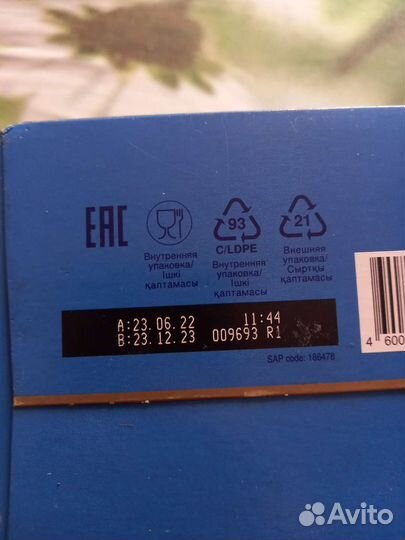 EAC
93
C/LDPE
21
Внутренняя
упаковка/
Ішкі
қаптамасы
Внутренняя
упаковка/
Ішкі
қаптамасы
Внешняя
упаковка/
Сыртқы
қаптамасы
A:23.06.22 11:44
B:23.12.23 009693 R1
SAP code: 186478
4 600
Avito